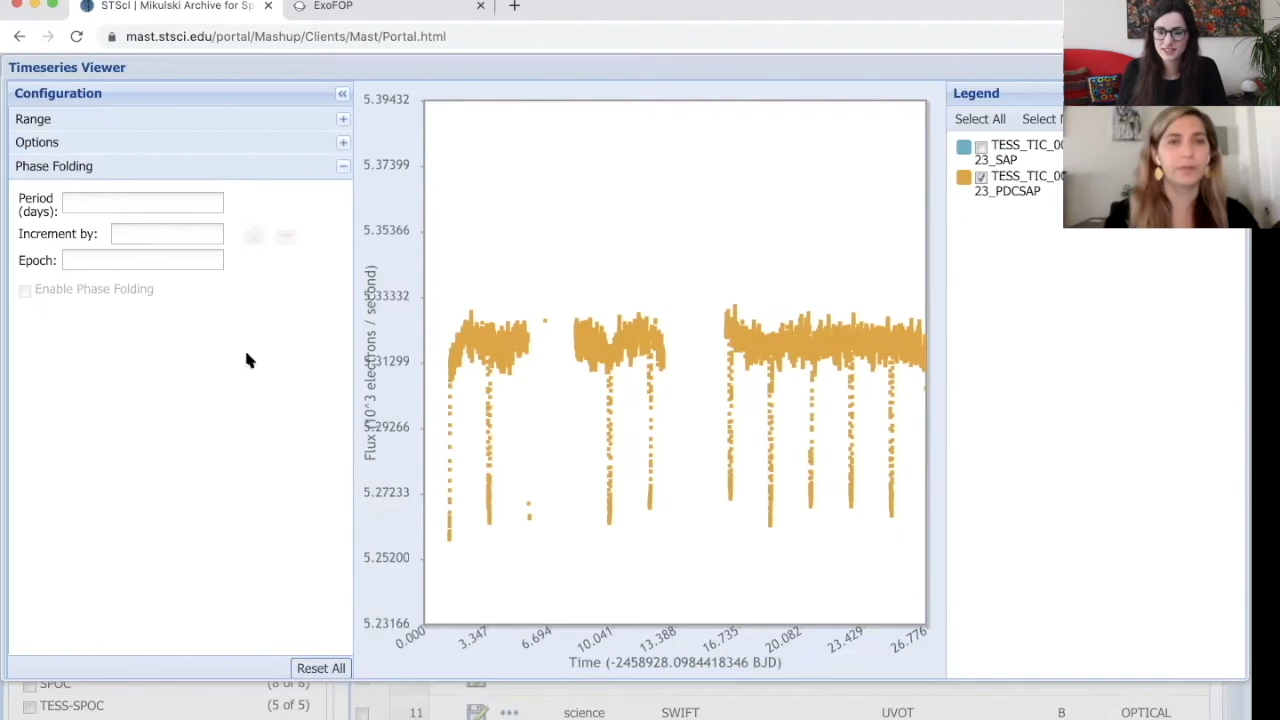 STScI | Mikulski Archive for Sp
ExoFOP
mast.stsci.edu/portal/Mashup/Clients/Mast/Portal.html
Timeseries Viewer
Configuration
Range
Options
Phase Folding
Period
(days):
Increment by:
Epoch:
Enable Phase Folding
Reset All
5.39432
5.37399
5.35366
5.33332
5.31299
5.29266
5.27233
5.25200
5.23166
Flux (10^3 electrons / second)
0.000
3.347
6.694
10.041
13.388
16.735
20.082
23.429
26.776
Time (-2458928.0984418346 BJD)
Legend
Select All
Select
TESS_TIC_00
23_SAP
TESS_TIC_00
23_PDCSAP
SPOC
(8 of 8)
TESS-SPOC
(5 of 5)
11
science
SWIFT
UVOT
B
OPTICAL